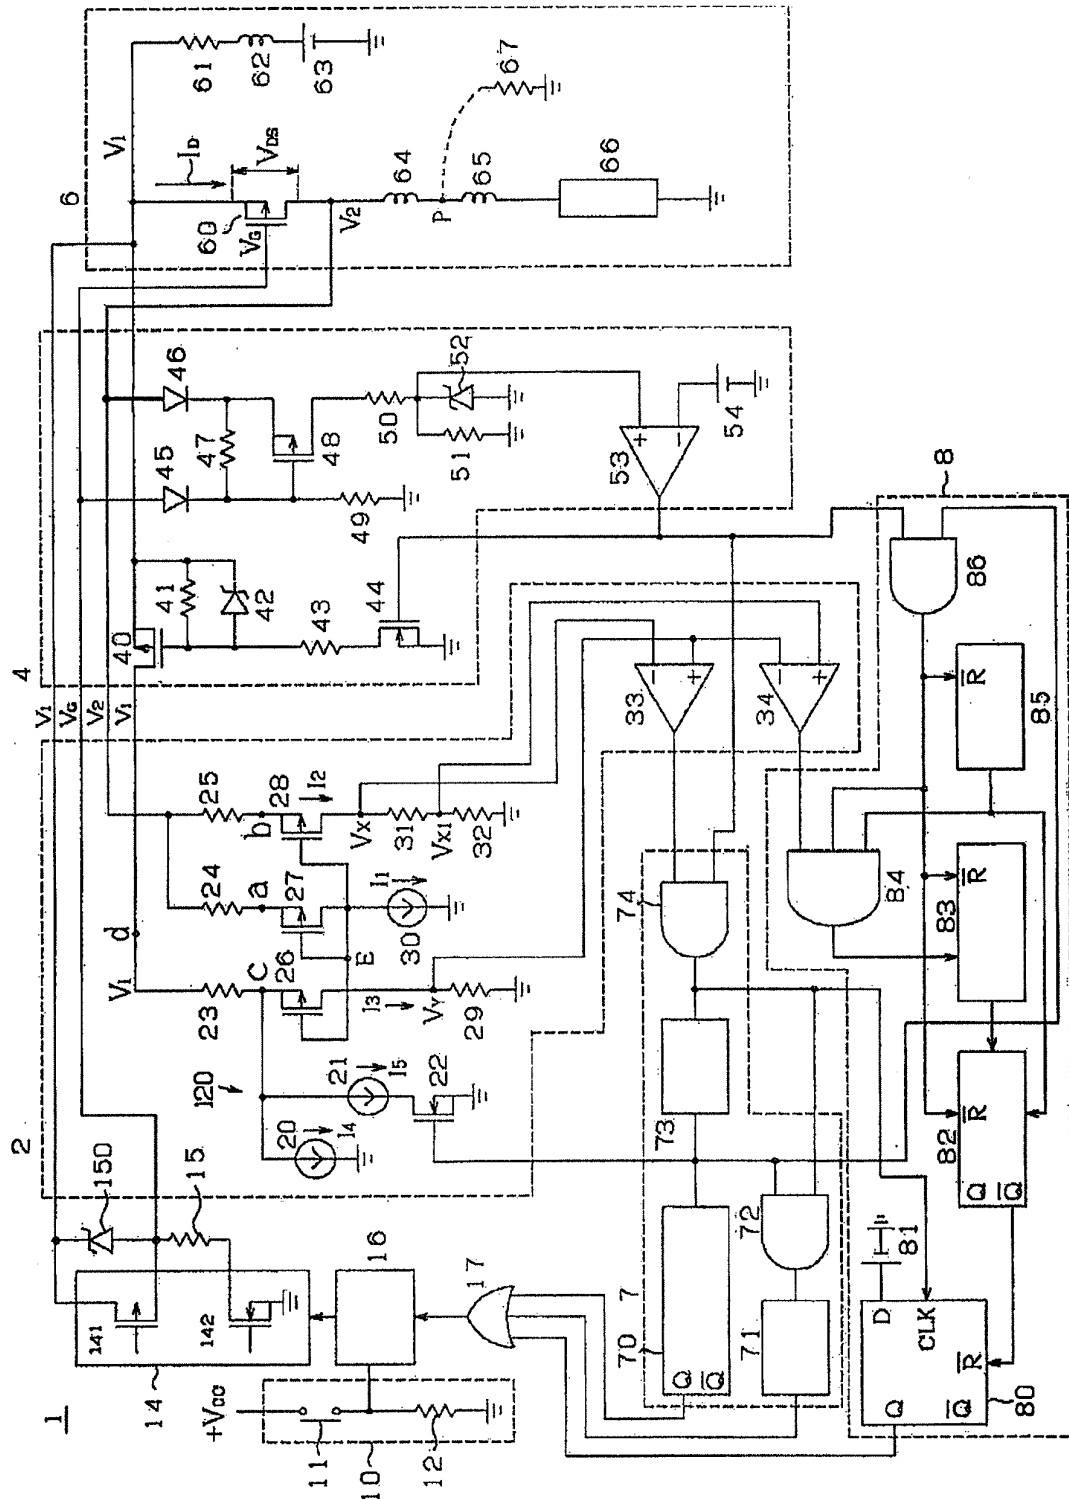 1
+Vcc
11
10
12
14
141
142
150
15
16
17
2
120
20
I4
21
I5
22
23
24
25
c
a
b
26
27
28
I3
I1
I2
E
30
29
VY
VX
31
VX1
32
V1
d
33
34
4
V1
VG
V2
V1
40
41
42
43
44
45
46
47
48
49
50
51
52
53
54
6
V1
ID
VDS
60
VG
V2
61
62
63
64
P
65
66
67
7
70
Q
Q̅
71
72
73
74
8
80
D
CLK
Q
Q̅
R̅
81
82
Q
Q̅
R̅
83
R̅
84
85
R̅
86